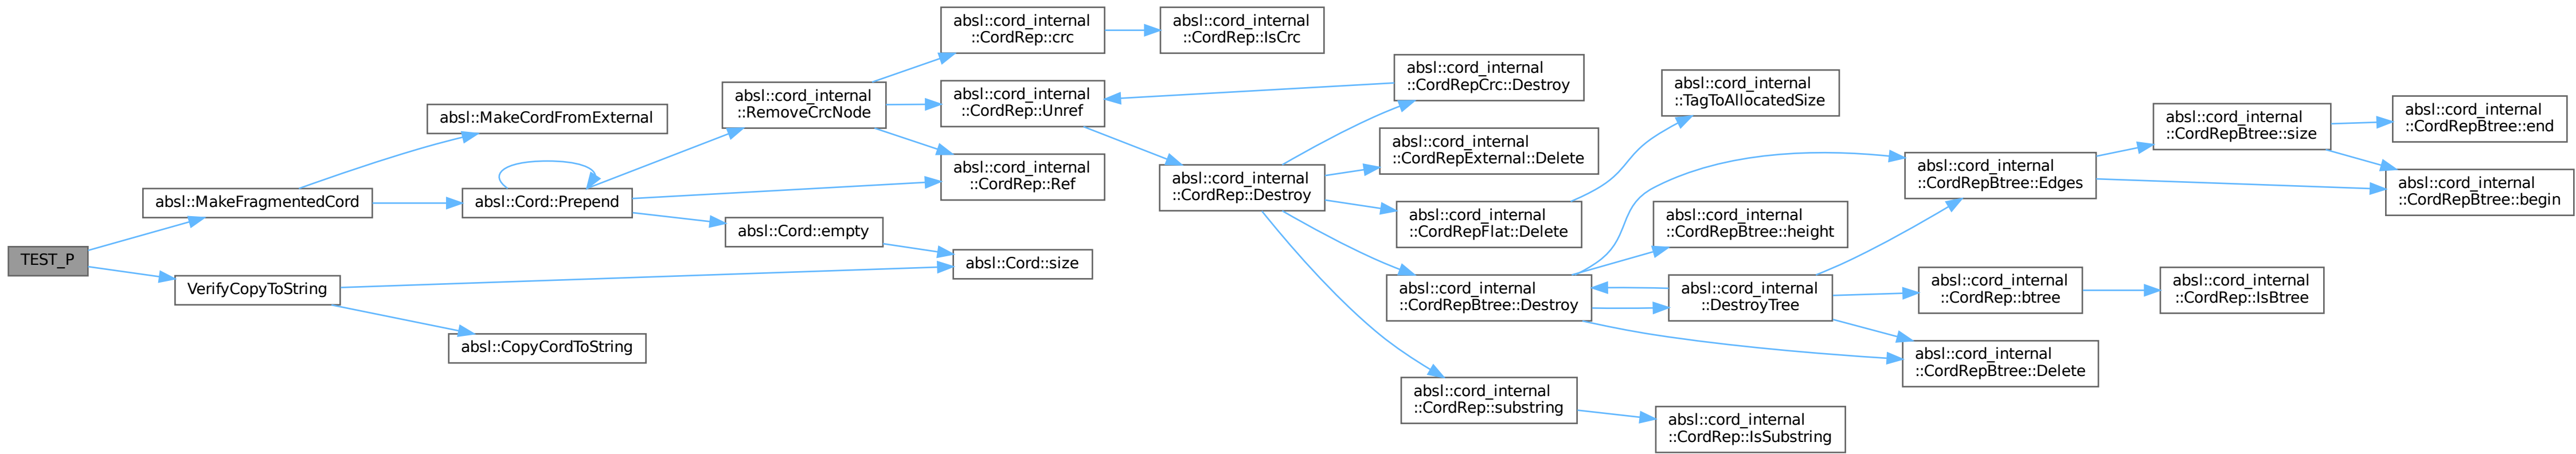 TEST_P
absl::MakeFragmentedCord
VerifyCopyToString
absl::MakeCordFromExternal
absl::Cord::Prepend
absl::CopyCordToString
absl::cord_internal
::RemoveCrcNode
absl::Cord::empty
absl::cord_internal
::CordRep::crc
absl::cord_internal
::CordRep::Unref
absl::cord_internal
::CordRep::Ref
absl::Cord::size
absl::cord_internal
::CordRep::IsCrc
absl::cord_internal
::CordRep::Destroy
absl::cord_internal
::CordRepCrc::Destroy
absl::cord_internal
::CordRepExternal::Delete
absl::cord_internal
::CordRepFlat::Delete
absl::cord_internal
::CordRepBtree::Destroy
absl::cord_internal
::CordRep::substring
absl::cord_internal
::TagToAllocatedSize
absl::cord_internal
::CordRepBtree::height
absl::cord_internal
::DestroyTree
absl::cord_internal
::CordRep::IsSubstring
absl::cord_internal
::CordRepBtree::Edges
absl::cord_internal
::CordRep::btree
absl::cord_internal
::CordRepBtree::Delete
absl::cord_internal
::CordRepBtree::size
absl::cord_internal
::CordRep::IsBtree
absl::cord_internal
::CordRepBtree::end
absl::cord_internal
::CordRepBtree::begin